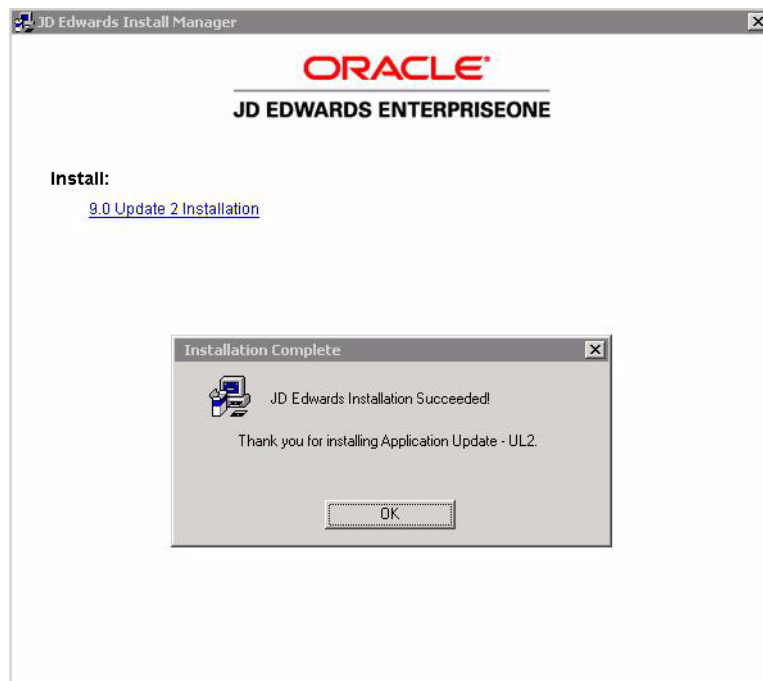 JD Edwards Install Manager
ORACLE
JD EDWARDS ENTERPRISEONE
Install:
9.0 Update 2 Installation
Installation Complete
JD Edwards Installation Succeeded!
Thank you for installing Application Update - UL2.
OK